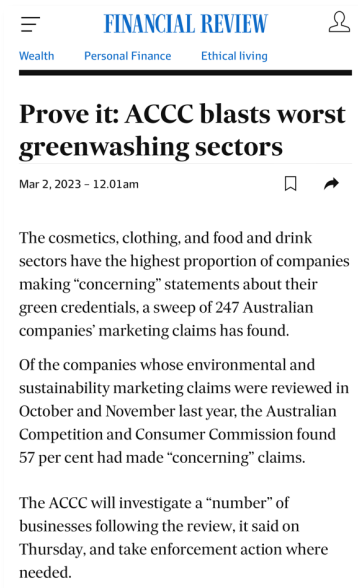 FINANCIAL REVIEW
Wealth Personal Finance Ethical living
Prove it: ACCC blasts worst
greenwashing sectors
Mar 2, 2023 – 12.01am
The cosmetics, clothing, and food and drink
sectors have the highest proportion of companies
making “concerning” statements about their
green credentials, a sweep of 247 Australian
companies’ marketing claims has found.
Of the companies whose environmental and
sustainability marketing claims were reviewed in
October and November last year, the Australian
Competition and Consumer Commission found
57 per cent had made “concerning” claims.
The ACCC will investigate a “number” of
businesses following the review, it said on
Thursday, and take enforcement action where
needed.